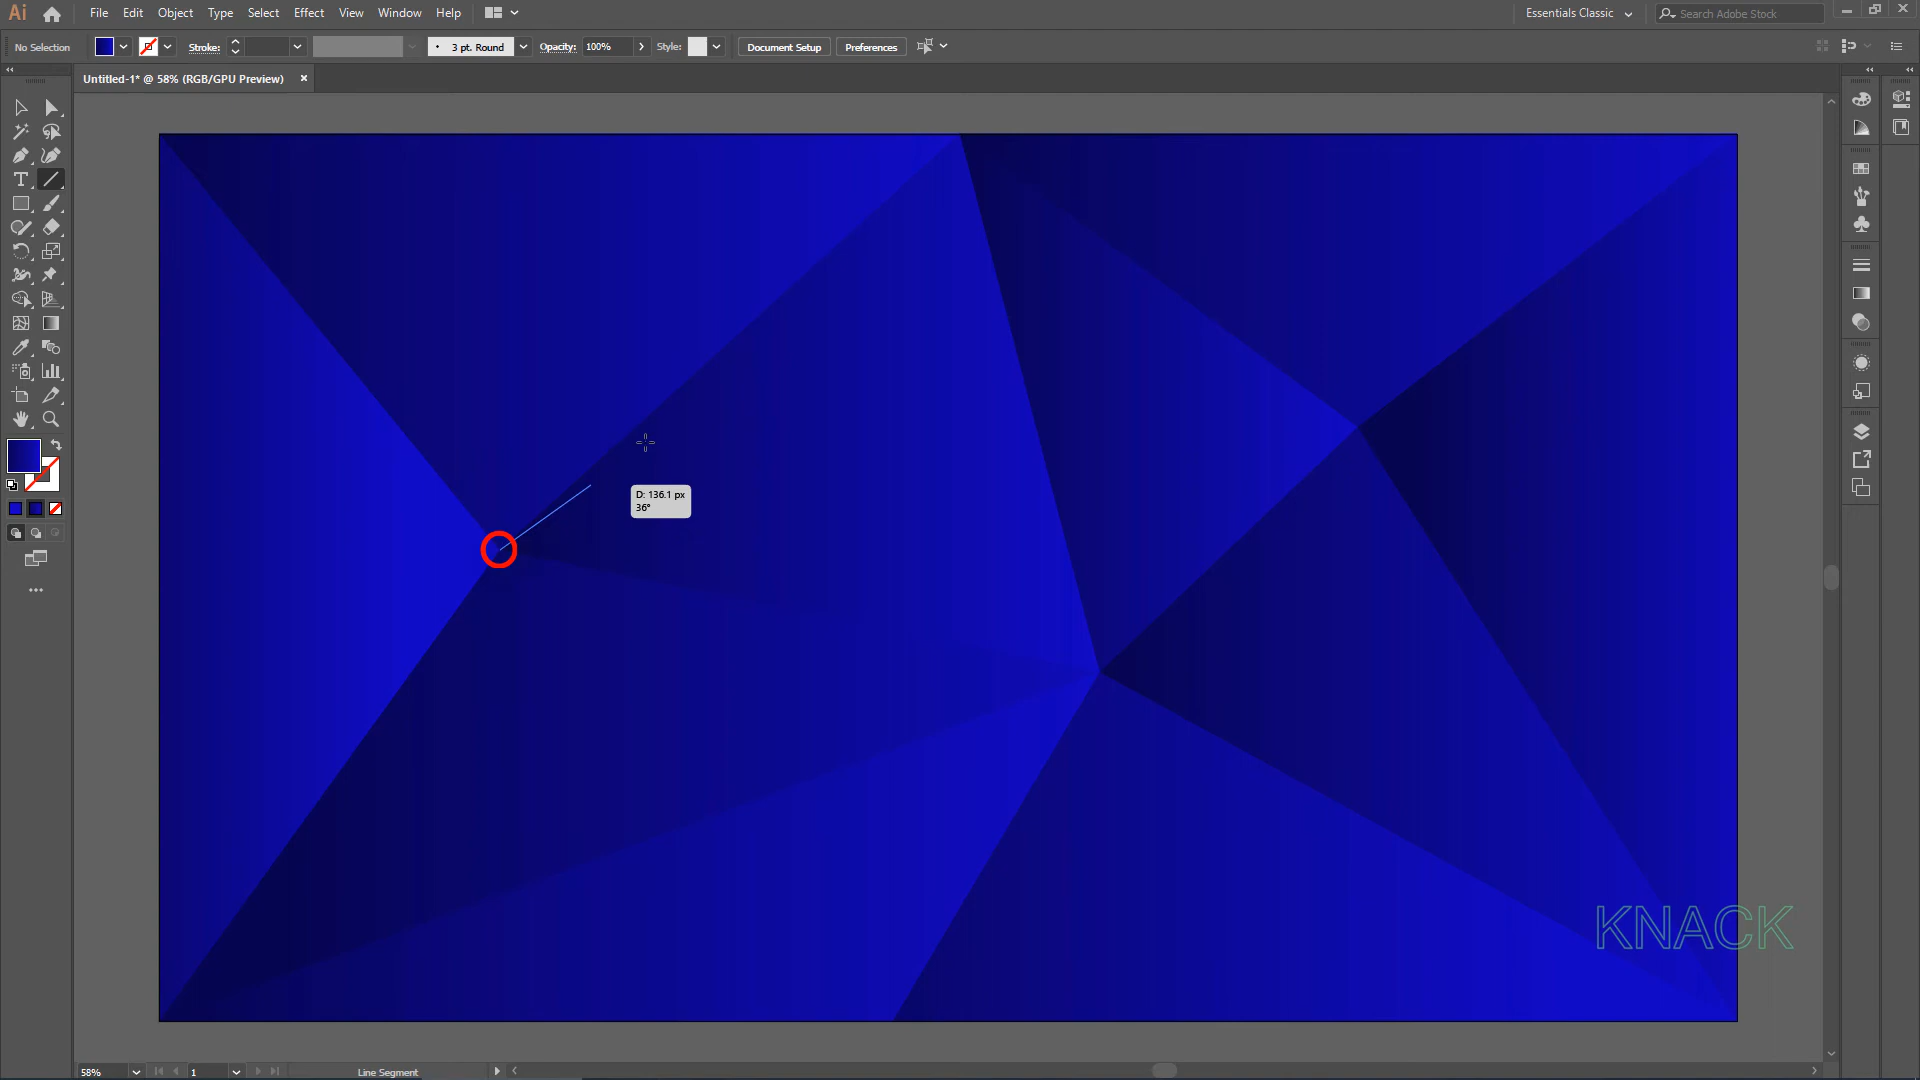 Ai File Edit Object Type Select Effect View Window Help Essentials Classic Search Adobe Stock
No Selection Stroke: 3 pt. Round Opacity: 100% Style: Document Setup Preferences
Untitled-1* @ 58% (RGB/GPU Preview)
D: 136.1 px
36°
KNACK
58% 1 Line Segment